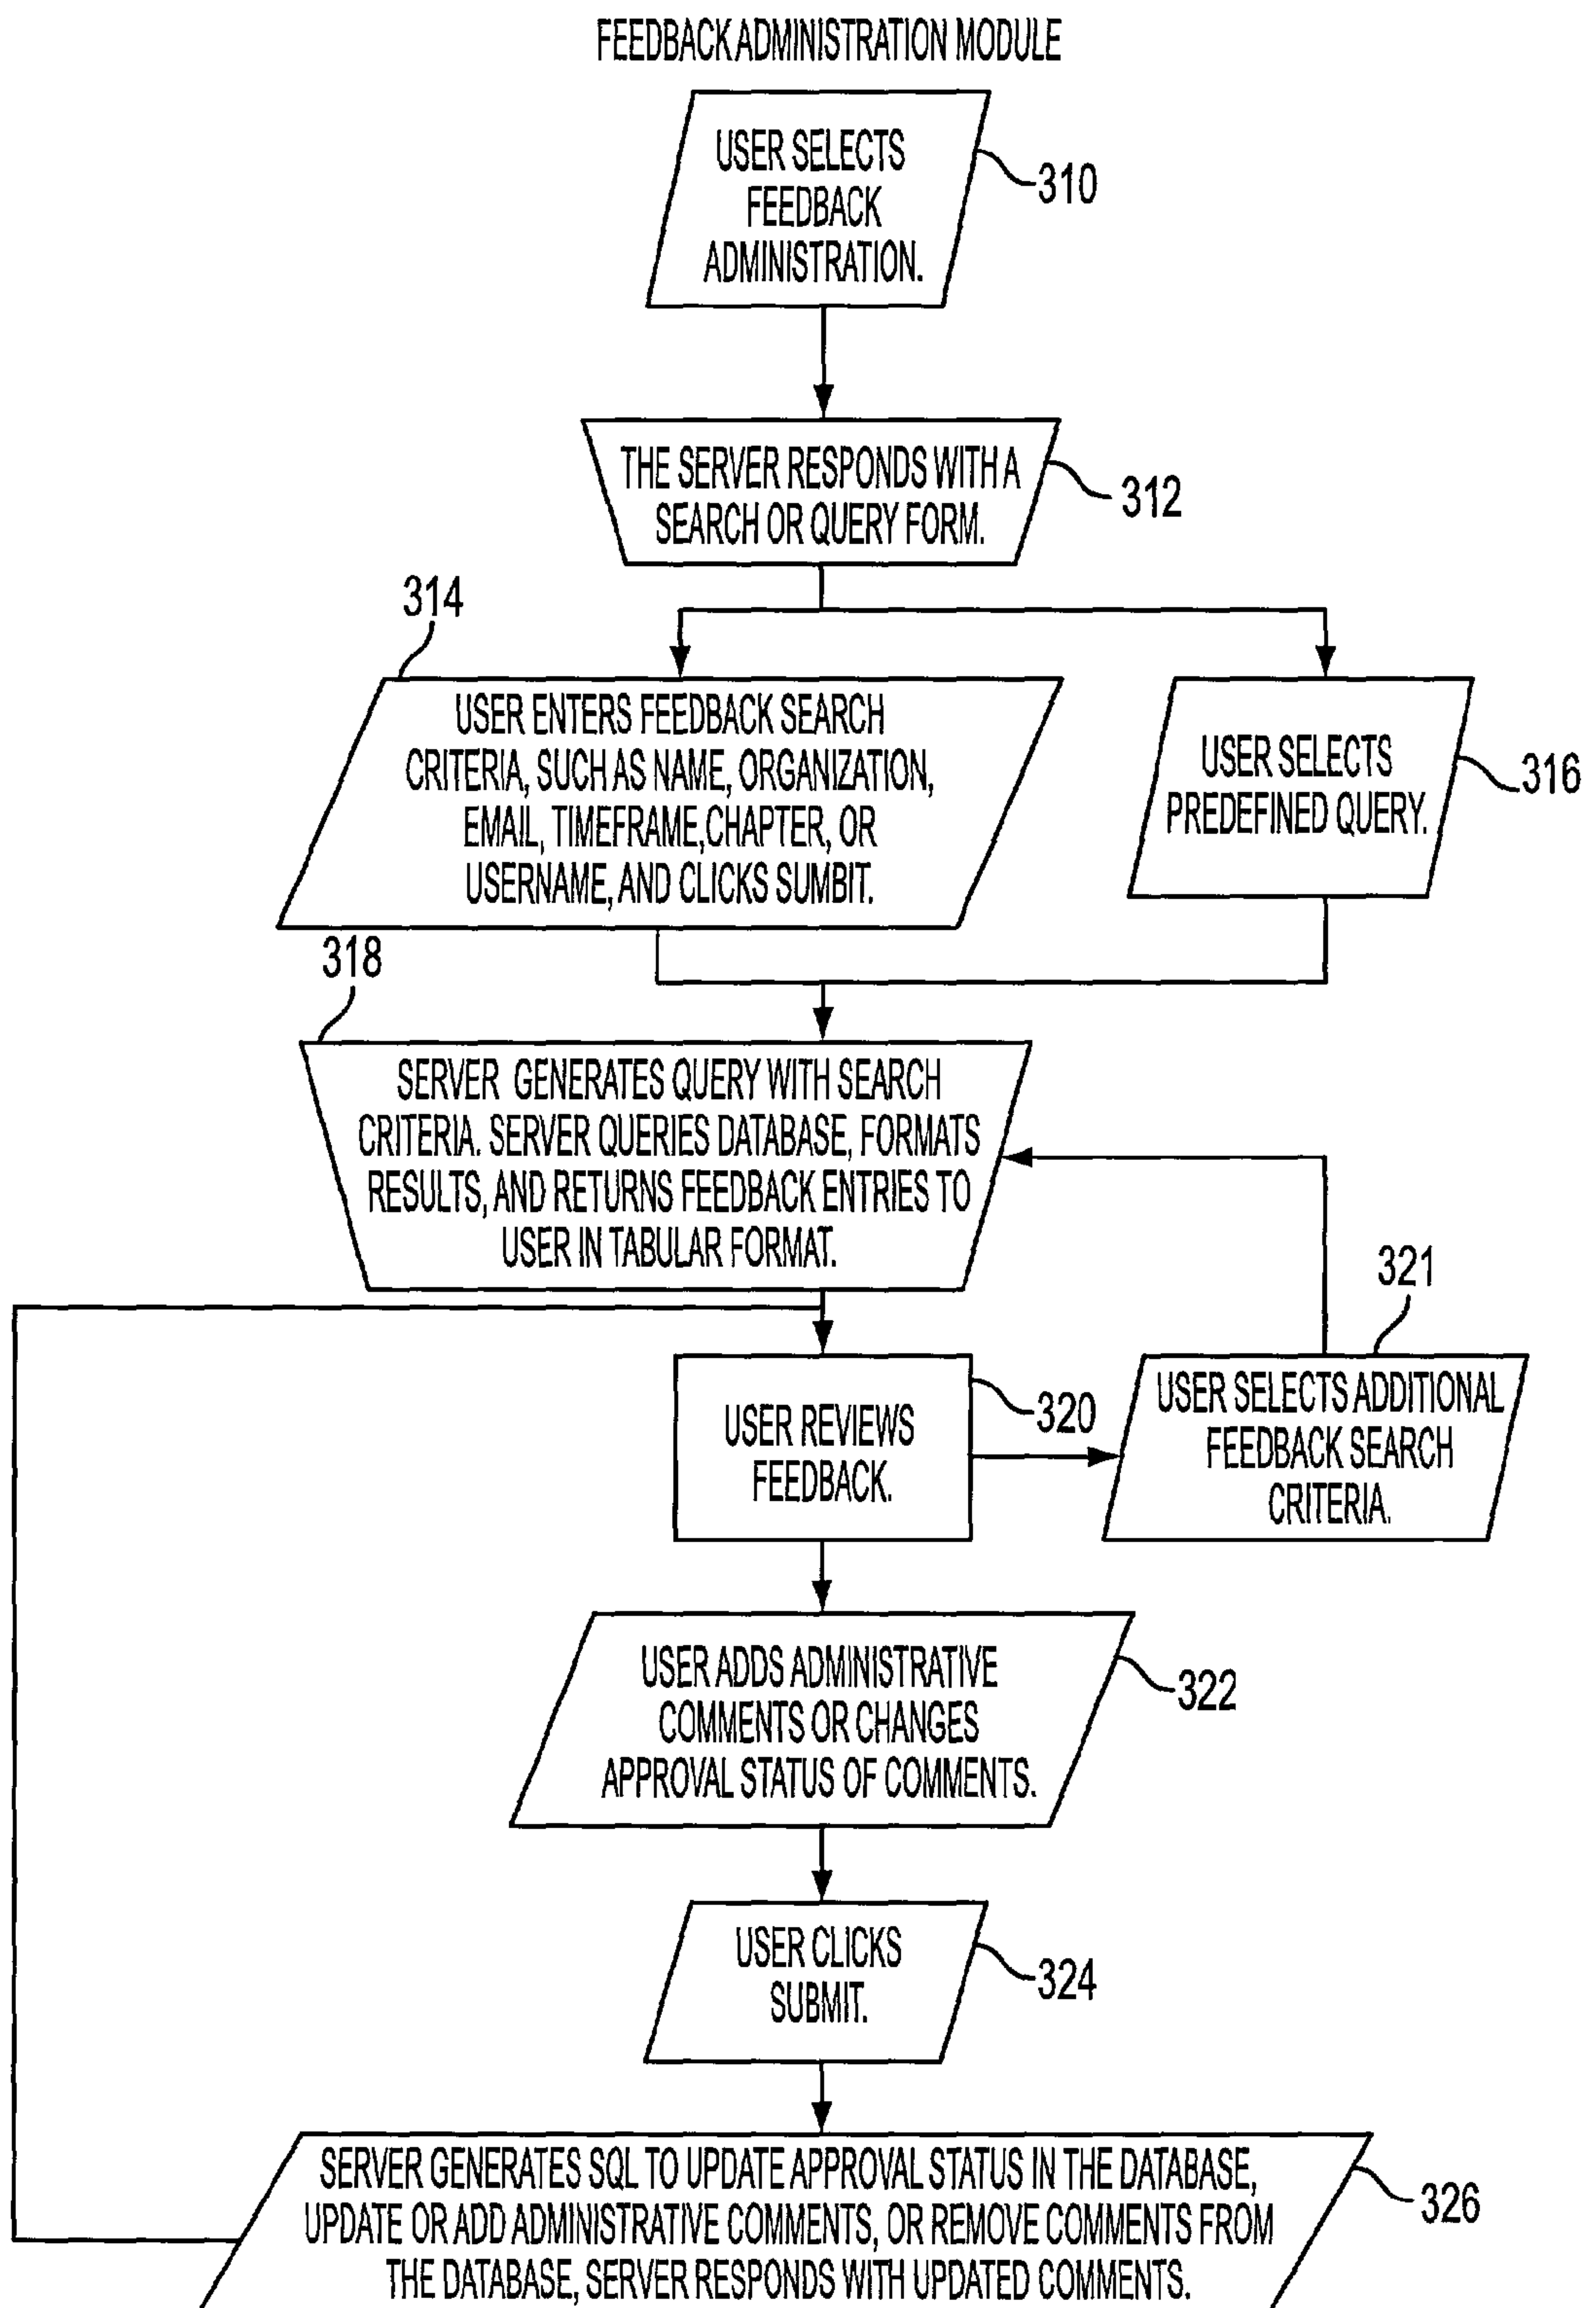 FEEDBACK ADMINISTRATION MODULE
USER SELECTS
FEEDBACK
ADMINISTRATION.
310
THE SERVER RESPONDS WITH A
SEARCH OR QUERY FORM.
312
314
USER ENTERS FEEDBACK SEARCH
CRITERIA, SUCH AS NAME, ORGANIZATION,
EMAIL, TIMEFRAME, CHAPTER, OR
USERNAME, AND CLICKS SUMBIT.
USER SELECTS
PREDEFINED QUERY.
316
318
SERVER GENERATES QUERY WITH SEARCH
CRITERIA. SERVER QUERIES DATABASE, FORMATS
RESULTS, AND RETURNS FEEDBACK ENTRIES TO
USER IN TABULAR FORMAT.
USER REVIEWS
FEEDBACK.
320
321
USER SELECTS ADDITIONAL
FEEDBACK SEARCH
CRITERIA.
USER ADDS ADMINISTRATIVE
COMMENTS OR CHANGES
APPROVAL STATUS OF COMMENTS.
322
USER CLICKS
SUBMIT.
324
SERVER GENERATES SQL TO UPDATE APPROVAL STATUS IN THE DATABASE,
UPDATE OR ADD ADMINISTRATIVE COMMENTS, OR REMOVE COMMENTS FROM
THE DATABASE, SERVER RESPONDS WITH UPDATED COMMENTS.
326